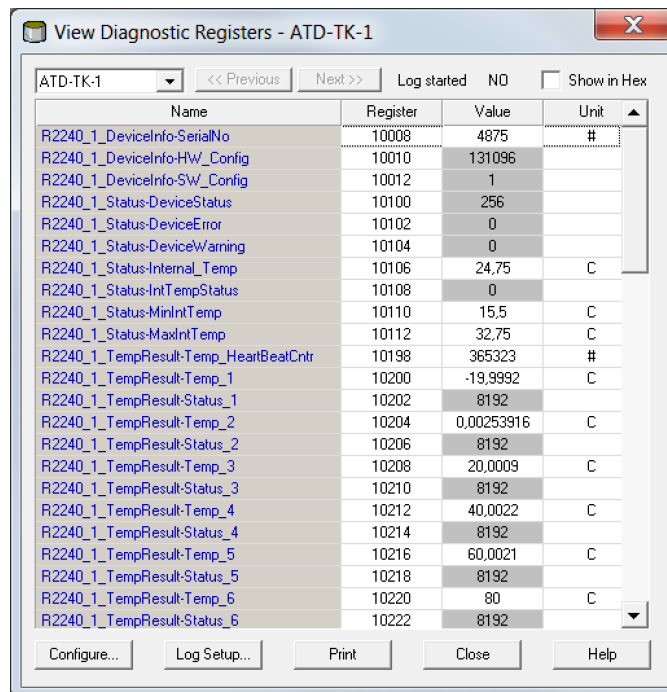 View Diagnostic Registers - ATD-TK-1
ATD-TK-1 << Previous Next >> Log started NO Show in Hex
Name Register Value Unit
R2240_1_DeviceInfo-SerialNo 10008 4875 #
R2240_1_DeviceInfo-HW_Config 10010 131096
R2240_1_DeviceInfo-SW_Config 10012 1
R2240_1_Status-DeviceStatus 10100 256
R2240_1_Status-DeviceError 10102 0
R2240_1_Status-DeviceWarning 10104 0
R2240_1_Status-Internal_Temp 10106 24,75 C
R2240_1_Status-IntTempStatus 10108 0
R2240_1_Status-MinIntTemp 10110 15,5 C
R2240_1_Status-MaxIntTemp 10112 32,75 C
R2240_1_TempResult-Temp_HeartBeatCntr 10198 365323 #
R2240_1_TempResult-Temp_1 10200 -19,9992 C
R2240_1_TempResult-Status_1 10202 8192
R2240_1_TempResult-Temp_2 10204 0,00253916 C
R2240_1_TempResult-Status_2 10206 8192
R2240_1_TempResult-Temp_3 10208 20,0009 C
R2240_1_TempResult-Status_3 10210 8192
R2240_1_TempResult-Temp_4 10212 40,0022 C
R2240_1_TempResult-Status_4 10214 8192
R2240_1_TempResult-Temp_5 10216 60,0021 C
R2240_1_TempResult-Status_5 10218 8192
R2240_1_TempResult-Temp_6 10220 80 C
R2240_1_TempResult-Status_6 10222 8192
Configure... Log Setup... Print Close Help